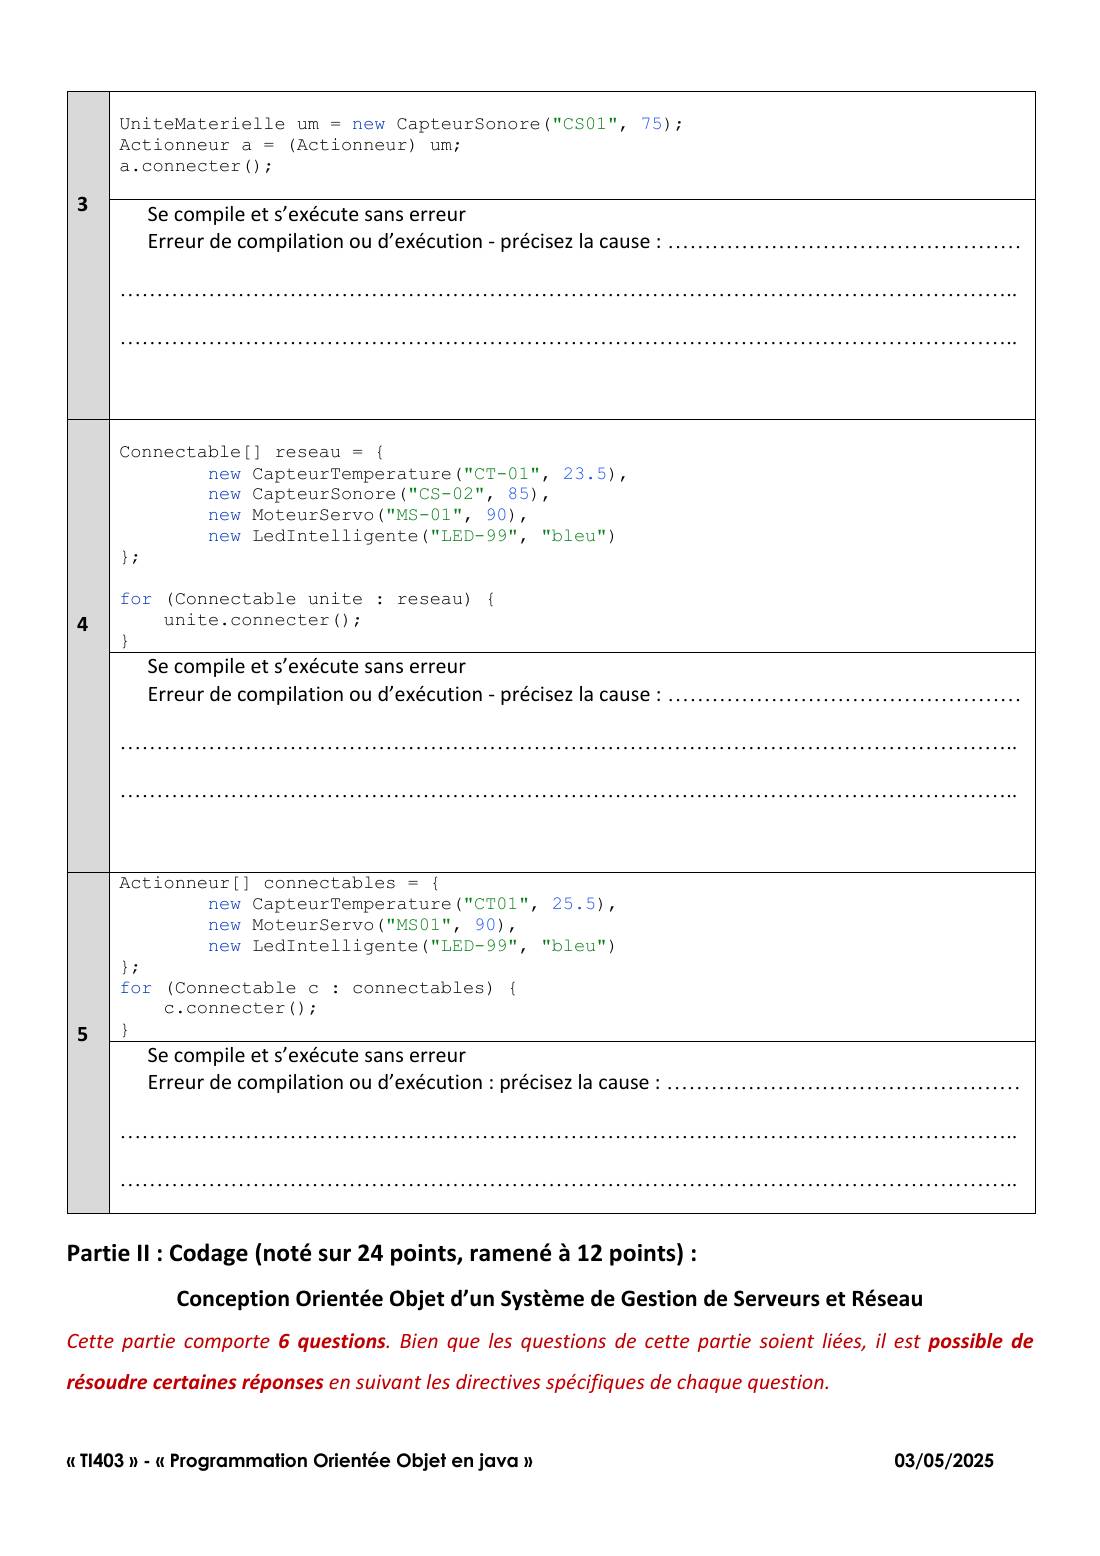 UniteMaterielle um = new CapteurSonore("CS01", 75);
Actionneur a = (Actionneur) um;
a.connecter();
3
Se compile et s’exécute sans erreur
Erreur de compilation ou d’exécution - précisez la cause : …………………………………………
…………………………………………………………………………………………………………..
…………………………………………………………………………………………………………..
Connectable[] reseau = {
        new CapteurTemperature("CT-01", 23.5),
        new CapteurSonore("CS-02", 85),
        new MoteurServo("MS-01", 90),
        new LedIntelligente("LED-99", "bleu")
};
for (Connectable unite : reseau) {
    unite.connecter();
}
4
Se compile et s’exécute sans erreur
Erreur de compilation ou d’exécution - précisez la cause : …………………………………………
…………………………………………………………………………………………………………..
…………………………………………………………………………………………………………..
Actionneur[] connectables = {
        new CapteurTemperature("CT01", 25.5),
        new MoteurServo("MS01", 90),
        new LedIntelligente("LED-99", "bleu")
};
for (Connectable c : connectables) {
    c.connecter();
}
5
Se compile et s’exécute sans erreur
Erreur de compilation ou d’exécution : précisez la cause : …………………………………………
…………………………………………………………………………………………………………..
…………………………………………………………………………………………………………..
Partie II : Codage (noté sur 24 points, ramené à 12 points) :
Conception Orientée Objet d’un Système de Gestion de Serveurs et Réseau
Cette partie comporte 6 questions. Bien que les questions de cette partie soient liées, il est possible de
résoudre certaines réponses en suivant les directives spécifiques de chaque question.
« TI403 » - « Programmation Orientée Objet en java » 03/05/2025